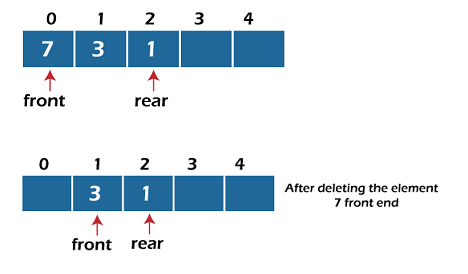 0 1 2 3 4
7 3 1
front rear
0 1 2 3 4
3 1
After deleting the element
7 front end
front rear